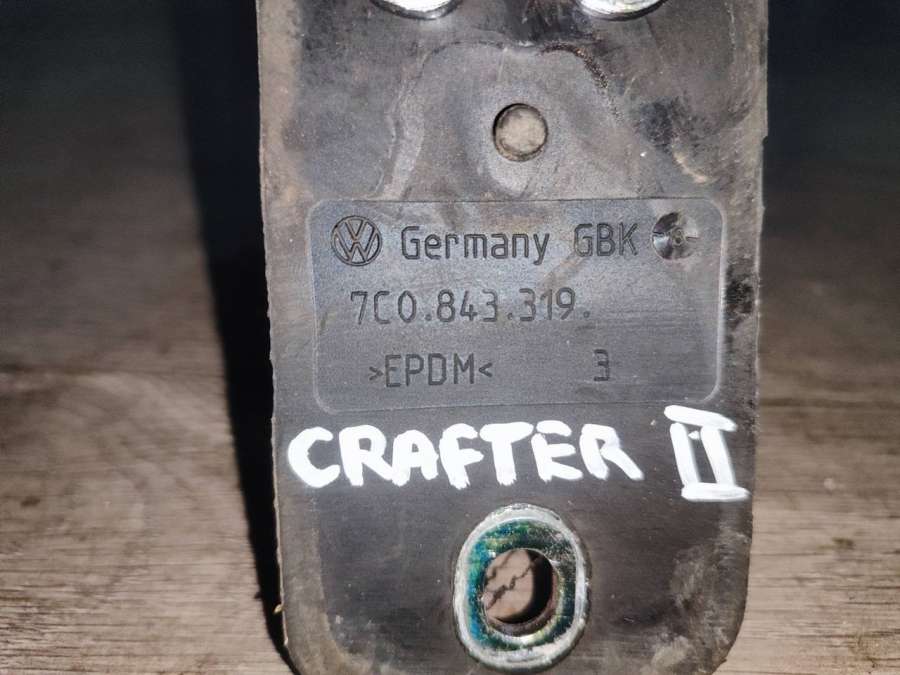 Germany GBK
7C0.843.319.
>EPDM< 3
CRAFTER II